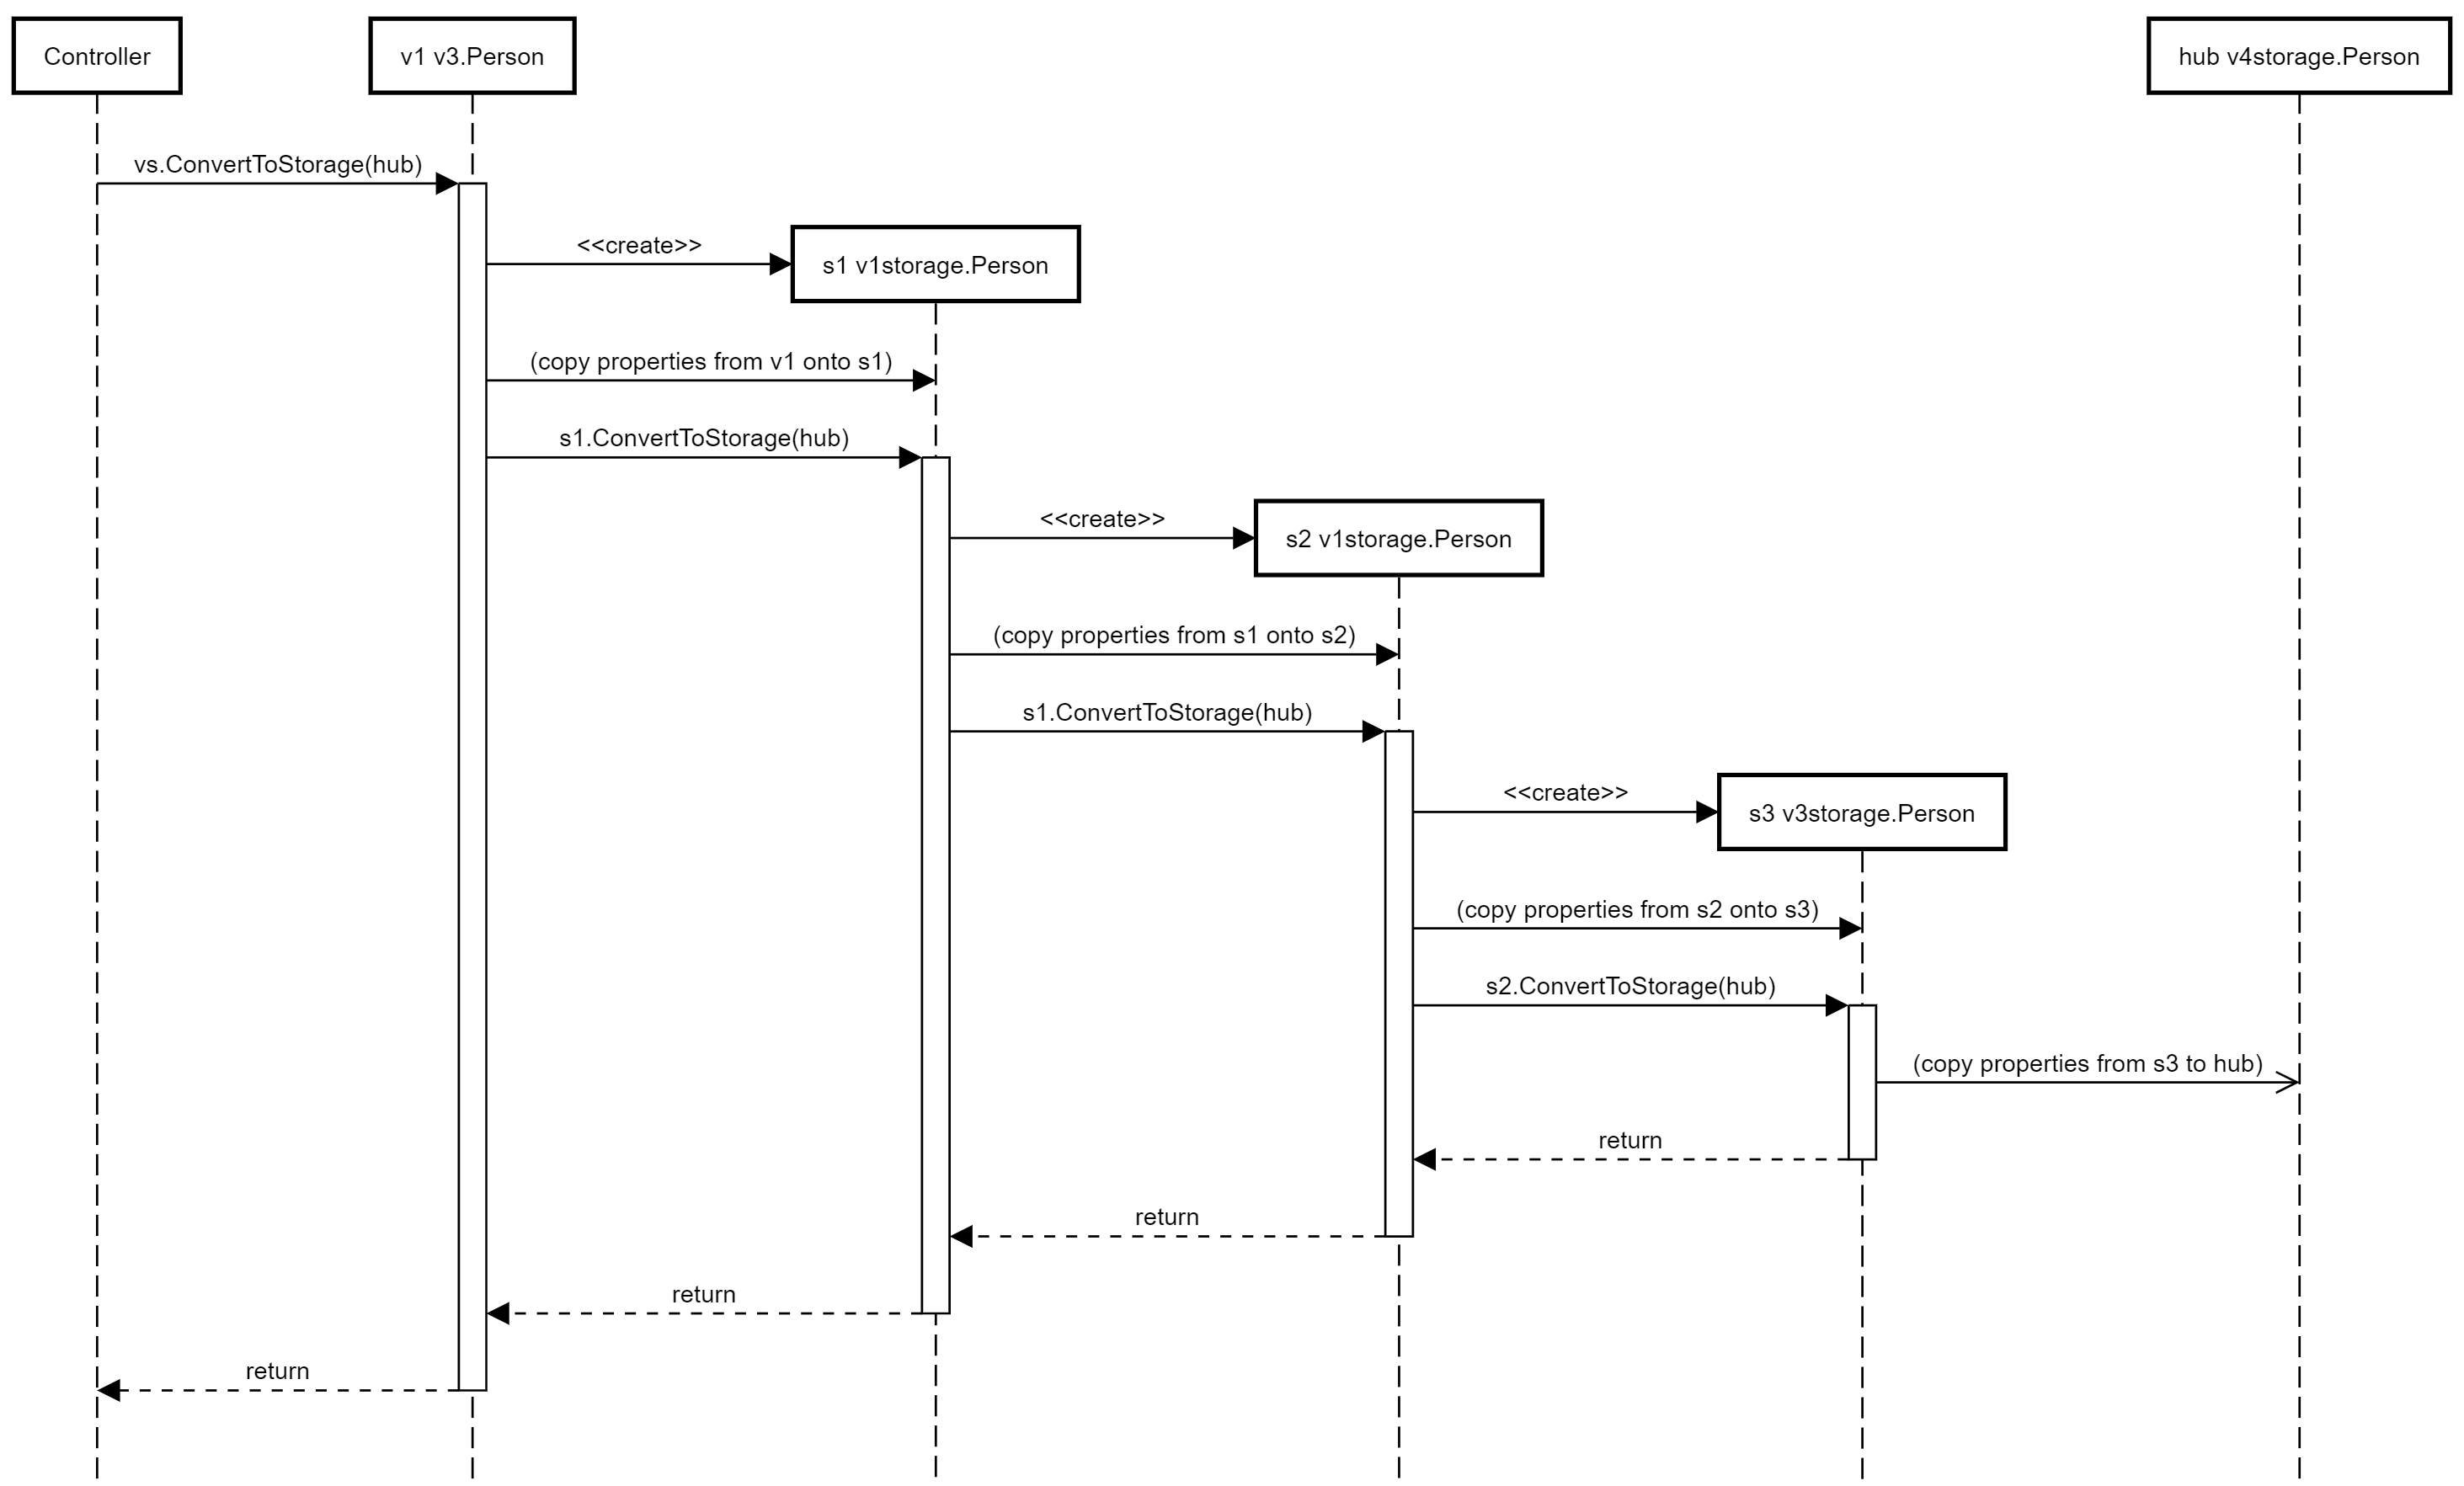 Controller
v1 v3.Person
hub v4storage.Person
vs.ConvertToStorage(hub)
<<create>>
s1 v1storage.Person
(copy properties from v1 onto s1)
s1.ConvertToStorage(hub)
<<create>>
s2 v1storage.Person
(copy properties from s1 onto s2)
s1.ConvertToStorage(hub)
<<create>>
s3 v3storage.Person
(copy properties from s2 onto s3)
s2.ConvertToStorage(hub)
(copy properties from s3 to hub)
return
return
return
return